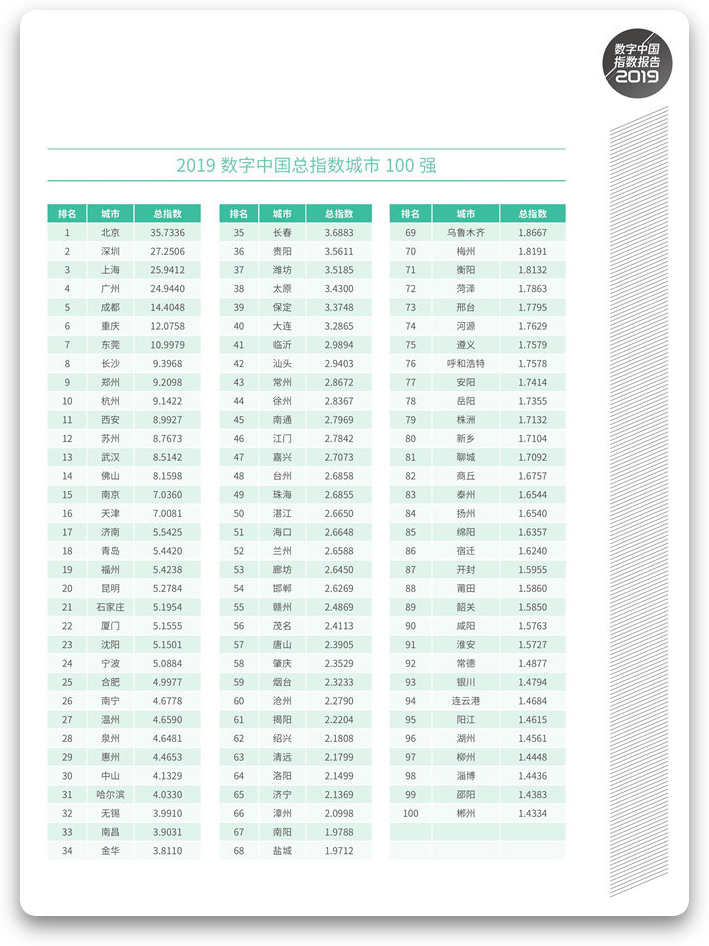 数字中国
指数报告
2019
2019 数字中国总指数城市 100 强
排名 城市 总指数
1 北京 35.7336
2 深圳 27.2506
3 上海 25.9412
4 广州 24.9440
5 成都 14.4048
6 重庆 12.0758
7 东莞 10.9979
8 长沙 9.3968
9 郑州 9.2098
10 杭州 9.1422
11 西安 8.9927
12 苏州 8.7673
13 武汉 8.5142
14 佛山 8.1598
15 南京 7.0360
16 天津 7.0081
17 济南 5.5425
18 青岛 5.4420
19 福州 5.4238
20 昆明 5.2784
21 石家庄 5.1954
22 厦门 5.1555
23 沈阳 5.1501
24 宁波 5.0884
25 合肥 4.9977
26 南宁 4.6778
27 温州 4.6590
28 泉州 4.6481
29 惠州 4.4653
30 中山 4.1329
31 哈尔滨 4.0330
32 无锡 3.9910
33 南昌 3.9031
34 金华 3.8110
排名 城市 总指数
35 长春 3.6883
36 贵阳 3.5611
37 潍坊 3.5185
38 太原 3.4300
39 保定 3.3748
40 大连 3.2865
41 临沂 2.9894
42 汕头 2.9403
43 常州 2.8672
44 徐州 2.8367
45 南通 2.7969
46 江门 2.7842
47 嘉兴 2.7073
48 台州 2.6858
49 珠海 2.6855
50 湛江 2.6650
51 海口 2.6648
52 兰州 2.6588
53 廊坊 2.6450
54 邯郸 2.6269
55 赣州 2.4869
56 茂名 2.4113
57 唐山 2.3905
58 肇庆 2.3529
59 烟台 2.3233
60 沧州 2.2790
61 揭阳 2.2204
62 绍兴 2.1808
63 清远 2.1799
64 洛阳 2.1499
65 济宁 2.1369
66 漳州 2.0998
67 南阳 1.9788
68 盐城 1.9712
排名 城市 总指数
69 乌鲁木齐 1.8667
70 梅州 1.8191
71 衡阳 1.8132
72 菏泽 1.7863
73 邢台 1.7795
74 河源 1.7629
75 遵义 1.7579
76 呼和浩特 1.7578
77 安阳 1.7414
78 岳阳 1.7355
79 株洲 1.7132
80 新乡 1.7104
81 聊城 1.7092
82 商丘 1.6757
83 泰州 1.6544
84 扬州 1.6540
85 绵阳 1.6357
86 宿迁 1.6240
87 开封 1.5955
88 莆田 1.5860
89 韶关 1.5850
90 咸阳 1.5763
91 淮安 1.5727
92 常德 1.4877
93 银川 1.4794
94 连云港 1.4684
95 阳江 1.4615
96 湖州 1.4561
97 柳州 1.4448
98 淄博 1.4436
99 邵阳 1.4383
100 郴州 1.4334